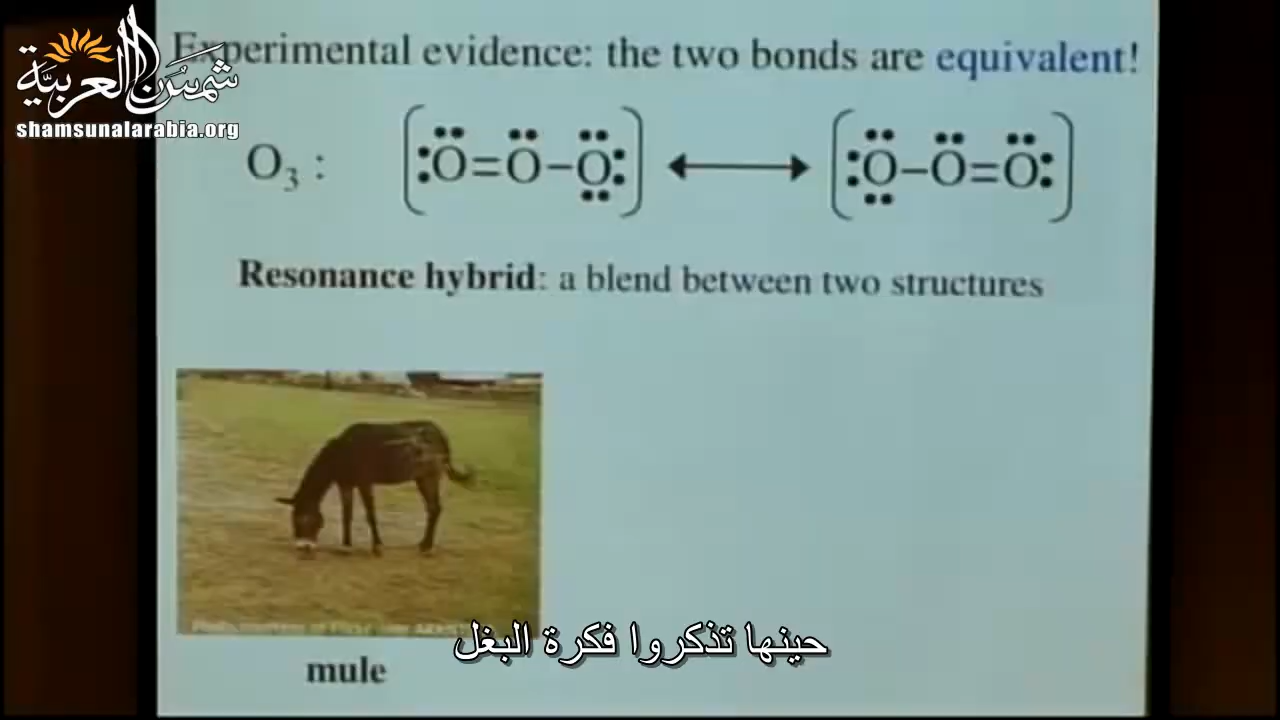 شمس العربية
shamsunalarabia.org
Experimental evidence: the two bonds are equivalent!
O₃ : [:Ö=Ö–Ö:] ↔ [:Ö–Ö=Ö:]
Resonance hybrid: a blend between two structures
mule
حينها تذكروا فكرة البغل